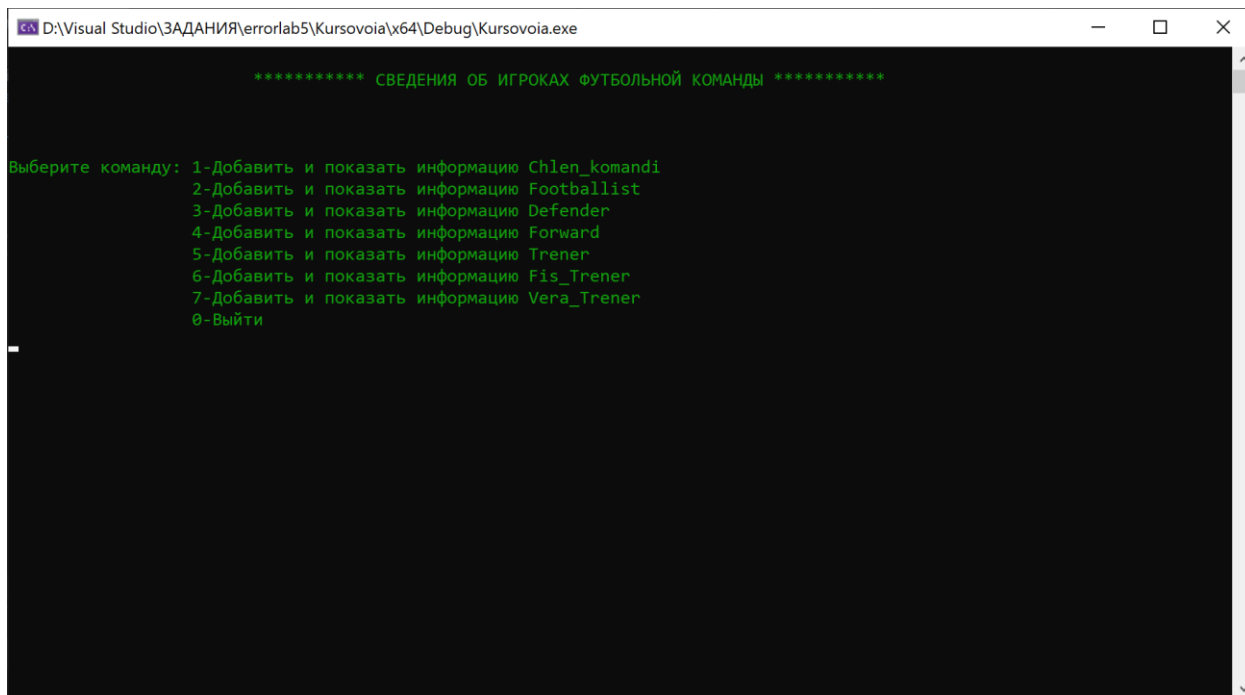 D:\Visual Studio\ЗАДАНИЯ\errorlab5\Kursovoia\x64\Debug\Kursovoia.exe
*********** СВЕДЕНИЯ ОБ ИГРОКАХ ФУТБОЛЬНОЙ КОМАНДЫ ***********
Выберите команду: 1-Добавить и показать информацию Chlen_komandi
2-Добавить и показать информацию Footballist
3-Добавить и показать информацию Defender
4-Добавить и показать информацию Forward
5-Добавить и показать информацию Trener
6-Добавить и показать информацию Fis_Trener
7-Добавить и показать информацию Vera_Trener
0-Выйти